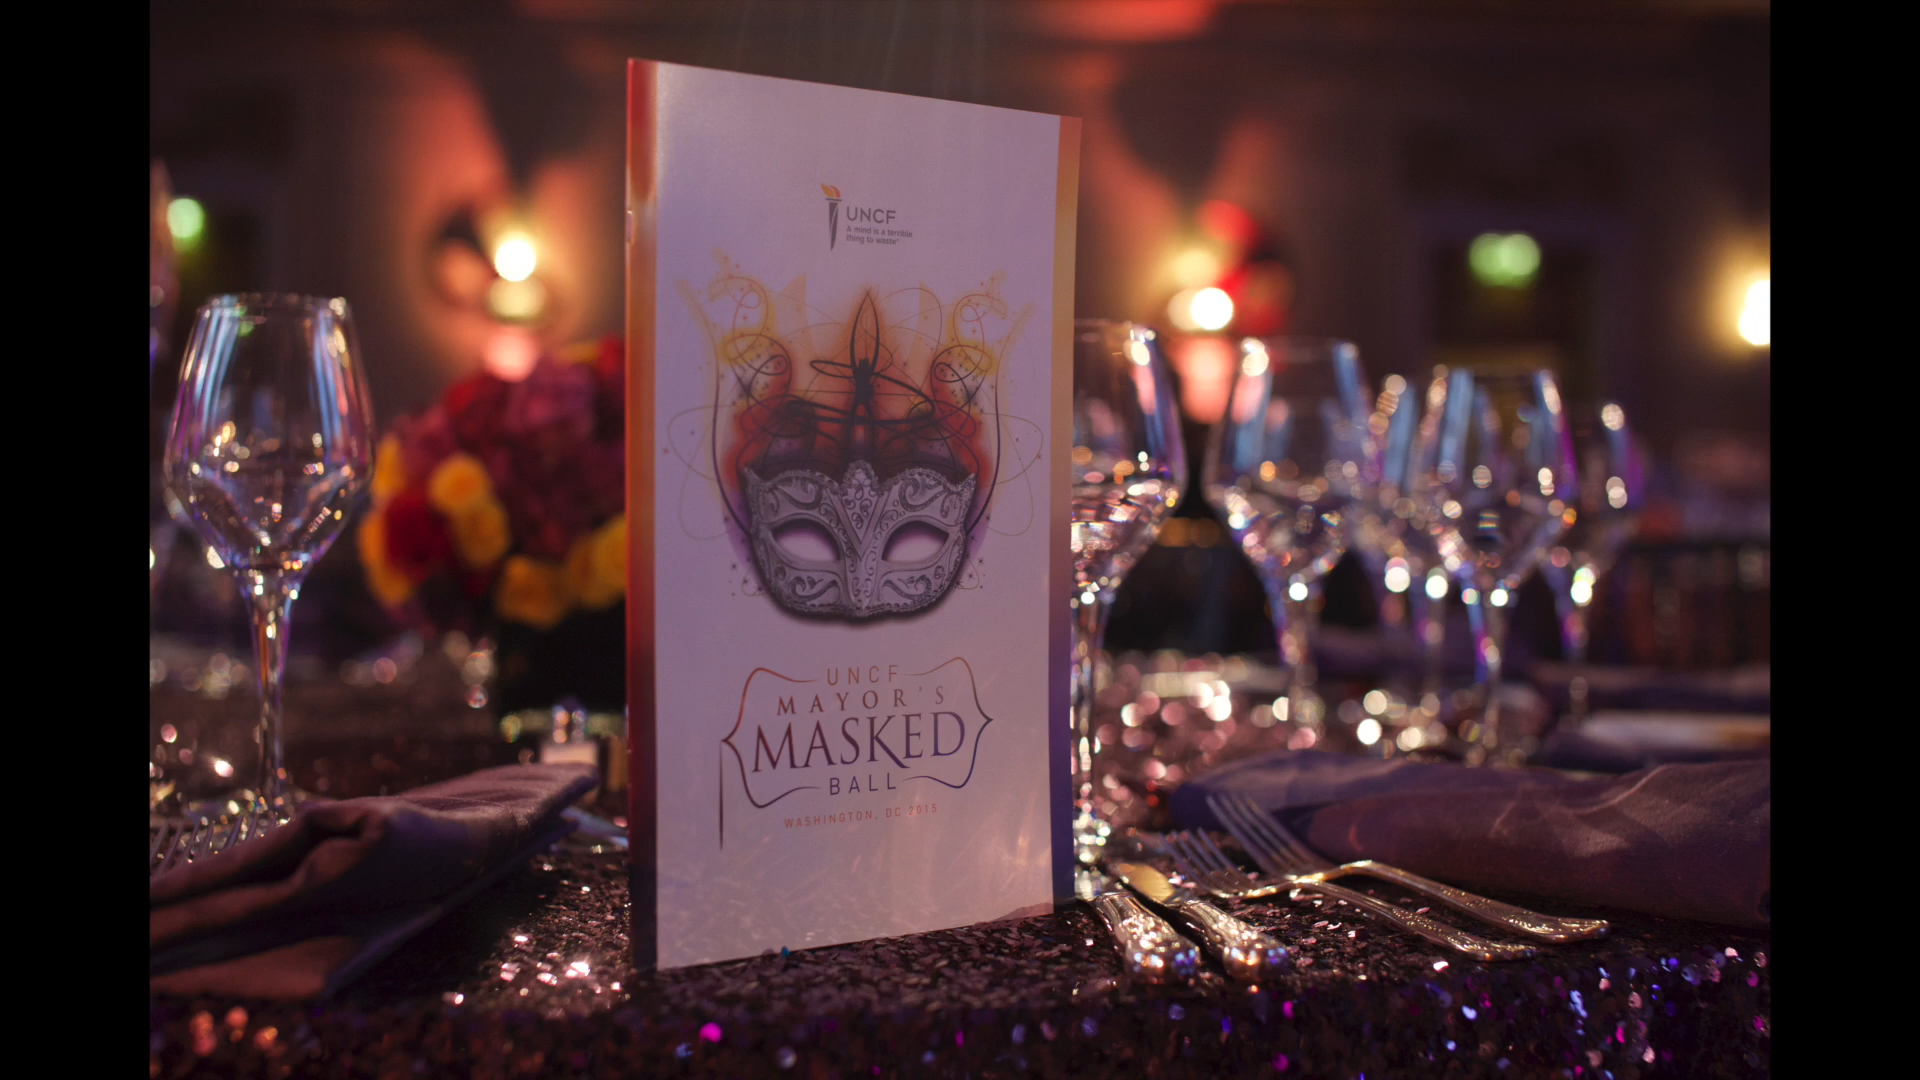 UNCF
A mind is a terrible
thing to waste®
UNCF
MAYOR'S
MASKED
BALL
WASHINGTON, DC 2015